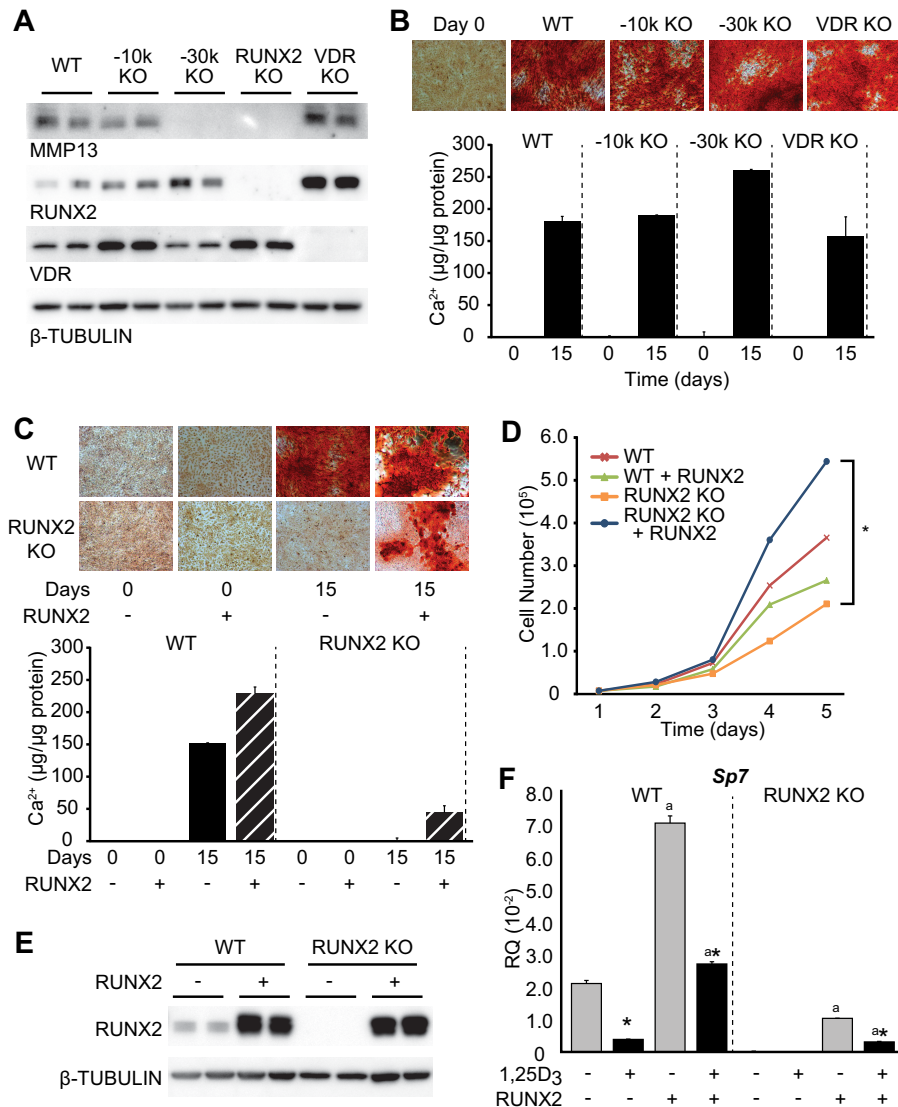 A
WT -10k KO -30k KO RUNX2 KO VDR KO
MMP13
RUNX2
VDR
β-TUBULIN
B
Day 0 WT -10k KO -30k KO VDR KO
WT -10k KO -30k KO VDR KO
Ca²⁺ (µg/µg protein)
300
250
200
150
100
50
0
0 15 0 15 0 15 0 15
Time (days)
C
WT
RUNX2 KO
Days 0 0 15 15
RUNX2 - + - +
WT RUNX2 KO
Ca²⁺ (µg/µg protein)
300
250
200
150
100
50
0
Days 0 0 15 15 0 0 15 15
RUNX2 - + - + - + - +
D
Cell Number (10⁵)
6.0
5.0
4.0
3.0
2.0
1.0
0
WT
WT + RUNX2
RUNX2 KO
RUNX2 KO + RUNX2
*
1 2 3 4 5
Time (days)
E
WT RUNX2 KO
RUNX2 - + - +
RUNX2
β-TUBULIN
F
Sp7
WT RUNX2 KO
RQ (10⁻²)
8.0
7.0
6.0
5.0
4.0
3.0
2.0
1.0
0
* a a* a a*
1,25D₃ - + - + - + - +
RUNX2 - - + + - - + +